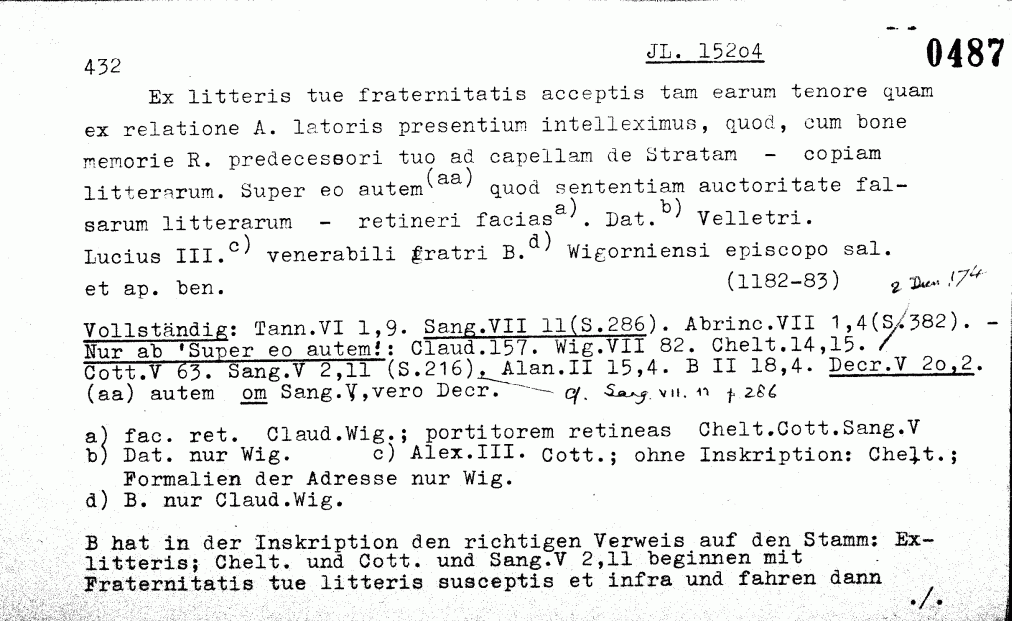 432 JL. 152o4 0487
Ex litteris tue fraternitatis acceptis tam earum tenore quam
ex relatione A. latoris presentium intelleximus, quod, cum bone
memorie R. predecessori tuo ad capellam de Stratam - copiam
litterarum. Super eo autem(aa) quod sententiam auctoritate fal-
sarum litterarum - retineri faciasa). Dat.b) Velletri.
Lucius III.c) venerabili fratri B.d) Wigorniensi episcopo sal.
et ap. ben. (1182-83) 174
Vollständig: Tann.VI 1,9. Sang.VII 11(S.286). Abrinc.VII 1,4(S.382). -
Nur ab 'Super eo autem': Claud.157. Wig.VII 82. Chelt.14,15.
Cott.V 63. Sang.V 2,11 (S.216), Alan.II 15,4. B II 18,4. Decr.V 2o,2.
(aa) autem om Sang.V,vero Decr. cf. Sang. VII. 11 p 286
a) fac. ret. Claud.Wig.; portitorem retineas Chelt.Cott.Sang.V
b) Dat. nur Wig. c) Alex.III. Cott.; ohne Inskription: Chelt.;
Formalien der Adresse nur Wig.
d) B. nur Claud.Wig.
B hat in der Inskription den richtigen Verweis auf den Stamm: Ex-
litteris; Chelt. und Cott. und Sang.V 2,11 beginnen mit
Fraternitatis tue litteris susceptis et infra und fahren dann
./.